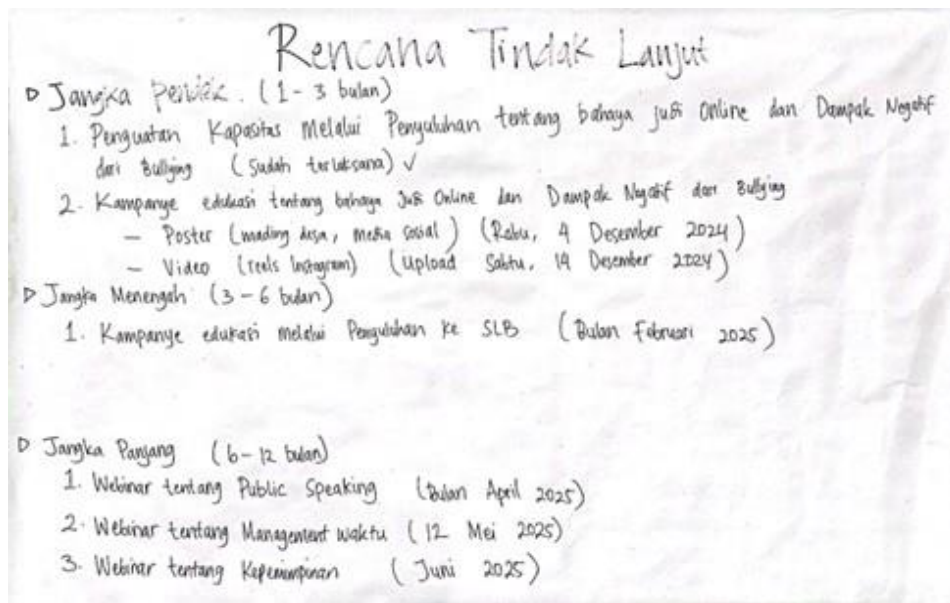 Rencana Tindak Lanjut
▷ Jangka Pendek. (1-3 bulan)
1. Penguatan Kapasitas Melalui Penyuluhan tentang bahaya judi Online dan Dampak Negatif
dari Bullying (Sudah terlaksana) ✓
2. Kampanye edukasi tentang bahaya Judi Online dan Dampak Negatif dari Bullying
— Poster (mading desa, media sosial) (Rabu, 4 Desember 2024)
— Video (reels Instagram) (Upload Sabtu, 14 Desember 2024)
▷ Jangka Menengah (3-6 bulan)
1. Kampanye edukasi melalui Penyuluhan ke SLB (Bulan Februari 2025)
▷ Jangka Panjang (6-12 bulan)
1. Webinar tentang Public Speaking (Bulan April 2025)
2. Webinar tentang Management waktu (12 Mei 2025)
3. Webinar tentang Kepemimpinan (Juni 2025)